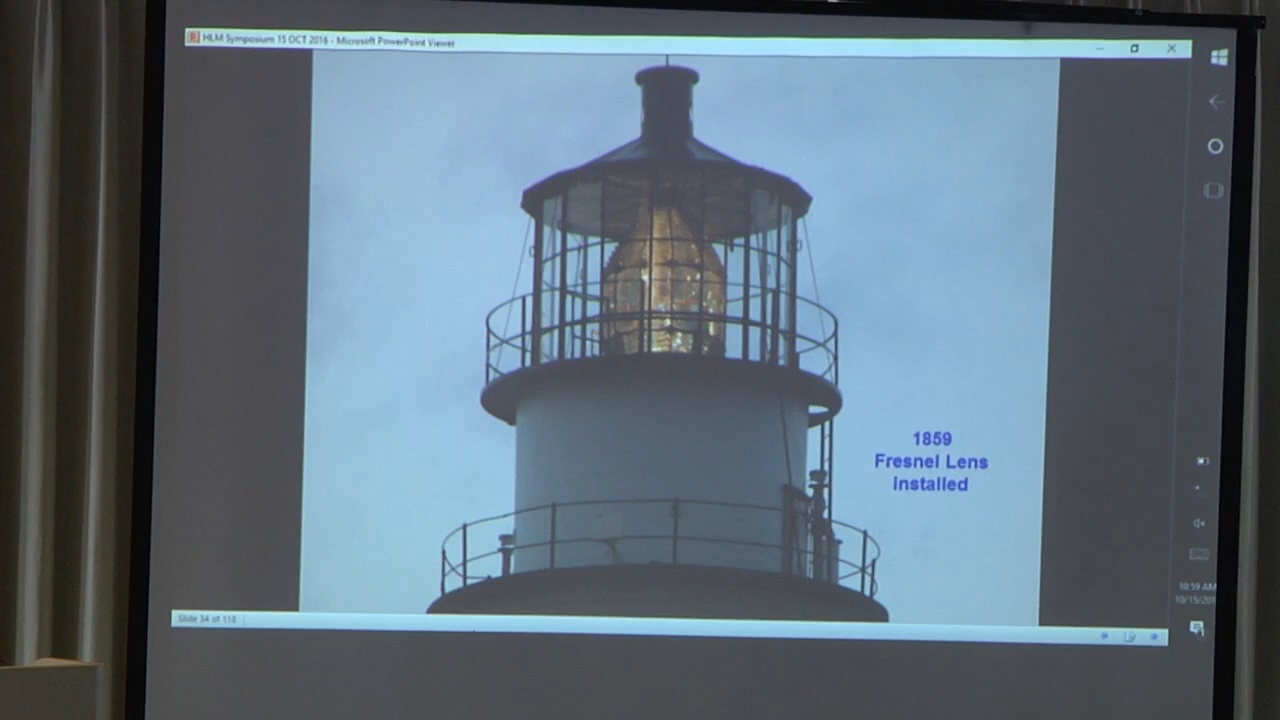 HLM Symposium 15 OCT 2016 - Microsoft PowerPoint Viewer
1859
Fresnel Lens
installed
Slide 34 of 118
10:59 AM